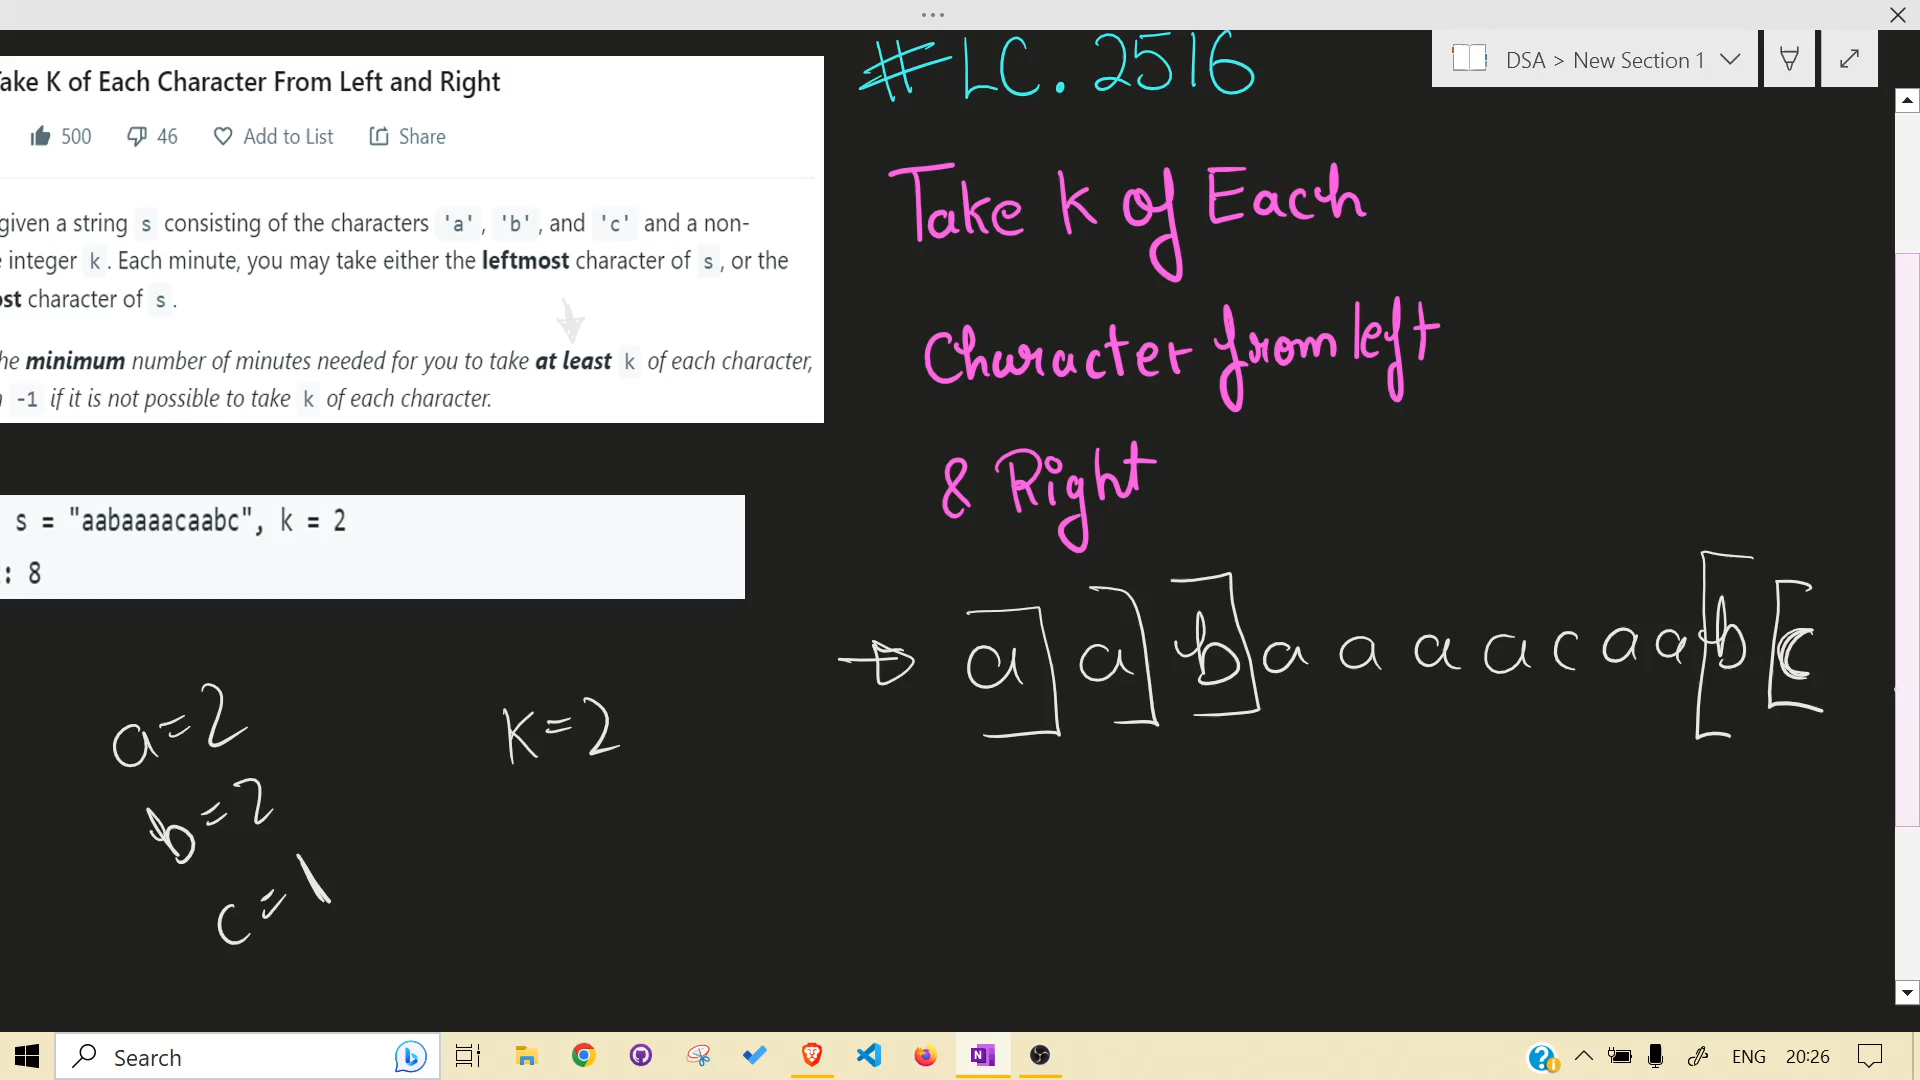 DSA > New Section 1
ake K of Each Character From Left and Right
500 46 Add to List Share
given a string s consisting of the characters 'a', 'b', and 'c' and a non-
integer k. Each minute, you may take either the leftmost character of s, or the
ost character of s.
he minimum number of minutes needed for you to take at least k of each character,
-1 if it is not possible to take k of each character.
s = "aabaaaacaabc", k = 2
: 8
a=2
b=2
c=1
K=2
#LC. 2516
Take K of Each
Character from left
& Right
a a b a a a a c a a b c
Search
ENG 20:26